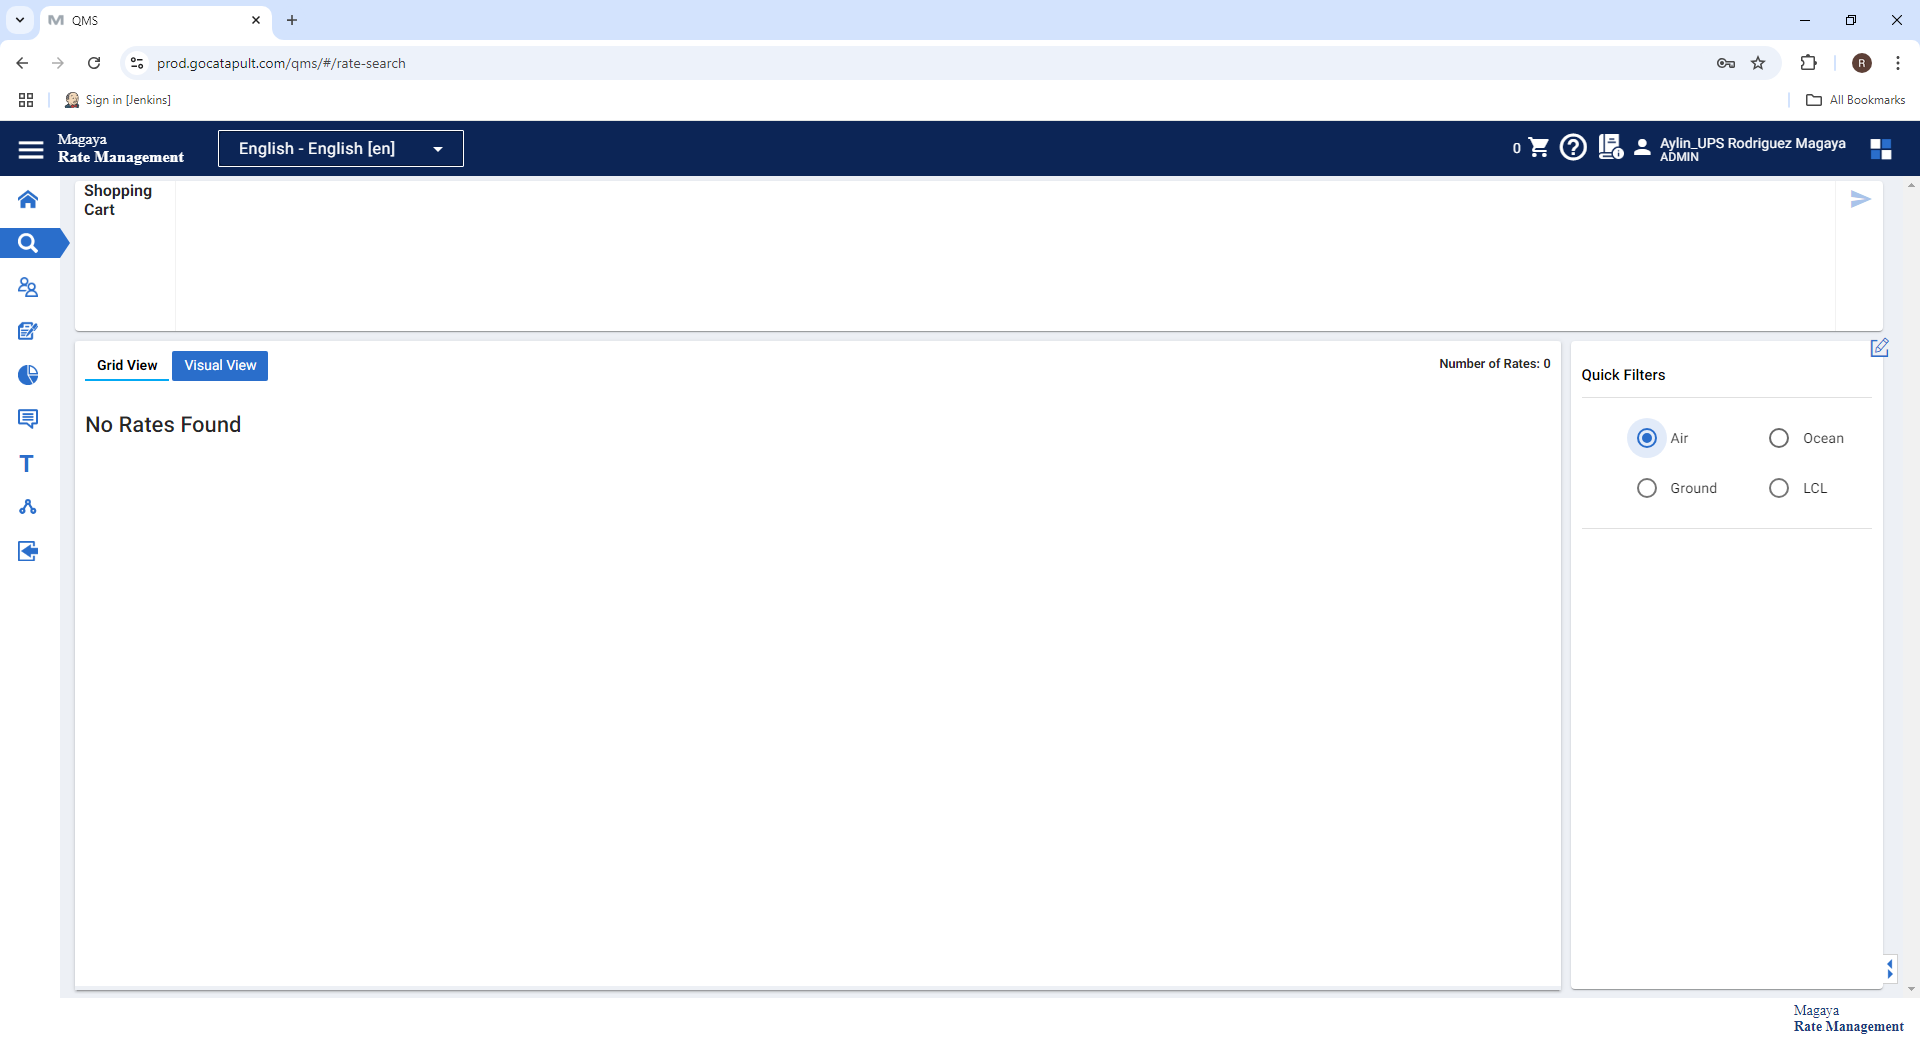 QMS
prod.gocatapult.com/qms/#/rate-search
R
Sign in [Jenkins]
All Bookmarks
Magaya
Rate Management
English - English [en]
0
Aylin_UPS Rodriguez Magaya
ADMIN
Shopping
Cart
Grid View
Visual View
Number of Rates: 0
Quick Filters
No Rates Found
Air
Ocean
Ground
LCL
T
Magaya
Rate Management